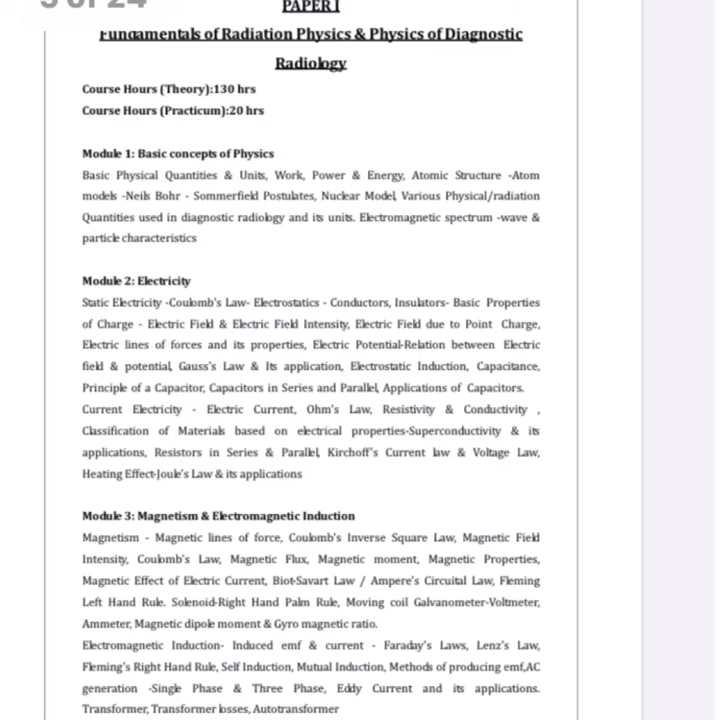 3 of 24
PAPER I
Fundamentals of Radiation Physics & Physics of Diagnostic
Radiology
Course Hours (Theory):130 hrs
Course Hours (Practicum):20 hrs
Module 1: Basic concepts of Physics
Basic Physical Quantities & Units, Work, Power & Energy, Atomic Structure -Atom
models -Neils Bohr - Sommerfield Postulates, Nuclear Model, Various Physical/radiation
Quantities used in diagnostic radiology and its units. Electromagnetic spectrum -wave &
particle characteristics
Module 2: Electricity
Static Electricity -Coulomb's Law- Electrostatics - Conductors, Insulators- Basic Properties
of Charge - Electric Field & Electric Field Intensity, Electric Field due to Point Charge,
Electric lines of forces and its properties, Electric Potential-Relation between Electric
field & potential, Gauss's Law & Its application, Electrostatic Induction, Capacitance,
Principle of a Capacitor, Capacitors in Series and Parallel, Applications of Capacitors.
Current Electricity - Electric Current, Ohm's Law, Resistivity & Conductivity ,
Classification of Materials based on electrical properties-Superconductivity & its
applications, Resistors in Series & Parallel, Kirchoff's Current law & Voltage Law,
Heating Effect-Joule's Law & its applications
Module 3: Magnetism & Electromagnetic Induction
Magnetism - Magnetic lines of force, Coulomb's Inverse Square Law, Magnetic Field
Intensity, Coulomb's Law, Magnetic Flux, Magnetic moment, Magnetic Properties,
Magnetic Effect of Electric Current, Biot-Savart Law / Ampere's Circuital Law, Fleming
Left Hand Rule. Solenoid-Right Hand Palm Rule, Moving coil Galvanometer-Voltmeter,
Ammeter, Magnetic dipole moment & Gyro magnetic ratio.
Electromagnetic Induction- Induced emf & current - Faraday's Laws, Lenz's Law,
Fleming's Right Hand Rule, Self Induction, Mutual Induction, Methods of producing emf,AC
generation -Single Phase & Three Phase, Eddy Current and its applications.
Transformer, Transformer losses, Autotransformer